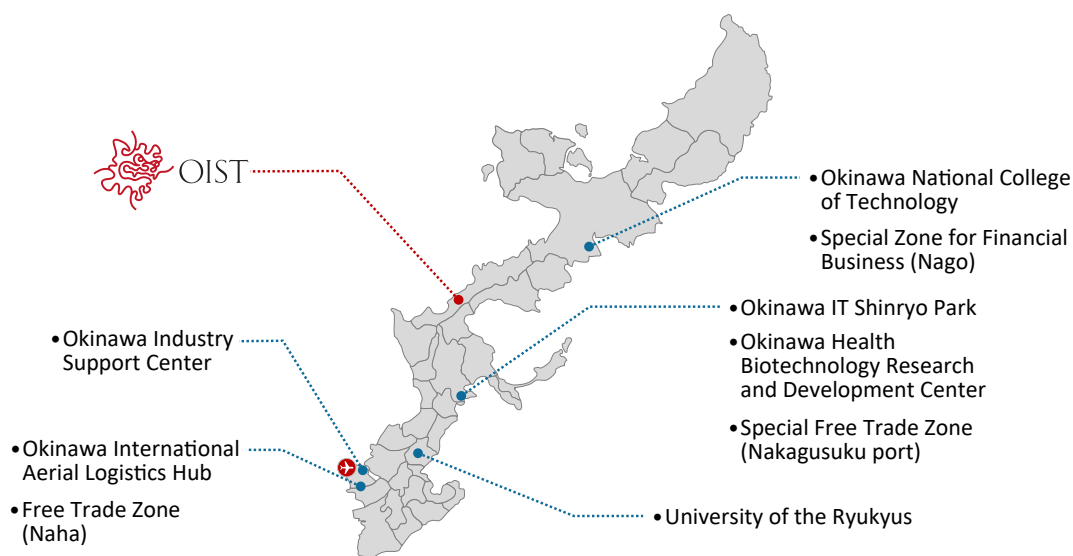 OIST
•Okinawa National College
of Technology
•Special Zone for Financial
Business (Nago)
•Okinawa IT Shinryo Park
•Okinawa Health
Biotechnology Research
and Development Center
•Special Free Trade Zone
(Nakagusuku port)
•Okinawa Industry
Support Center
•Okinawa International
Aerial Logistics Hub
•Free Trade Zone
(Naha)
•University of the Ryukyus